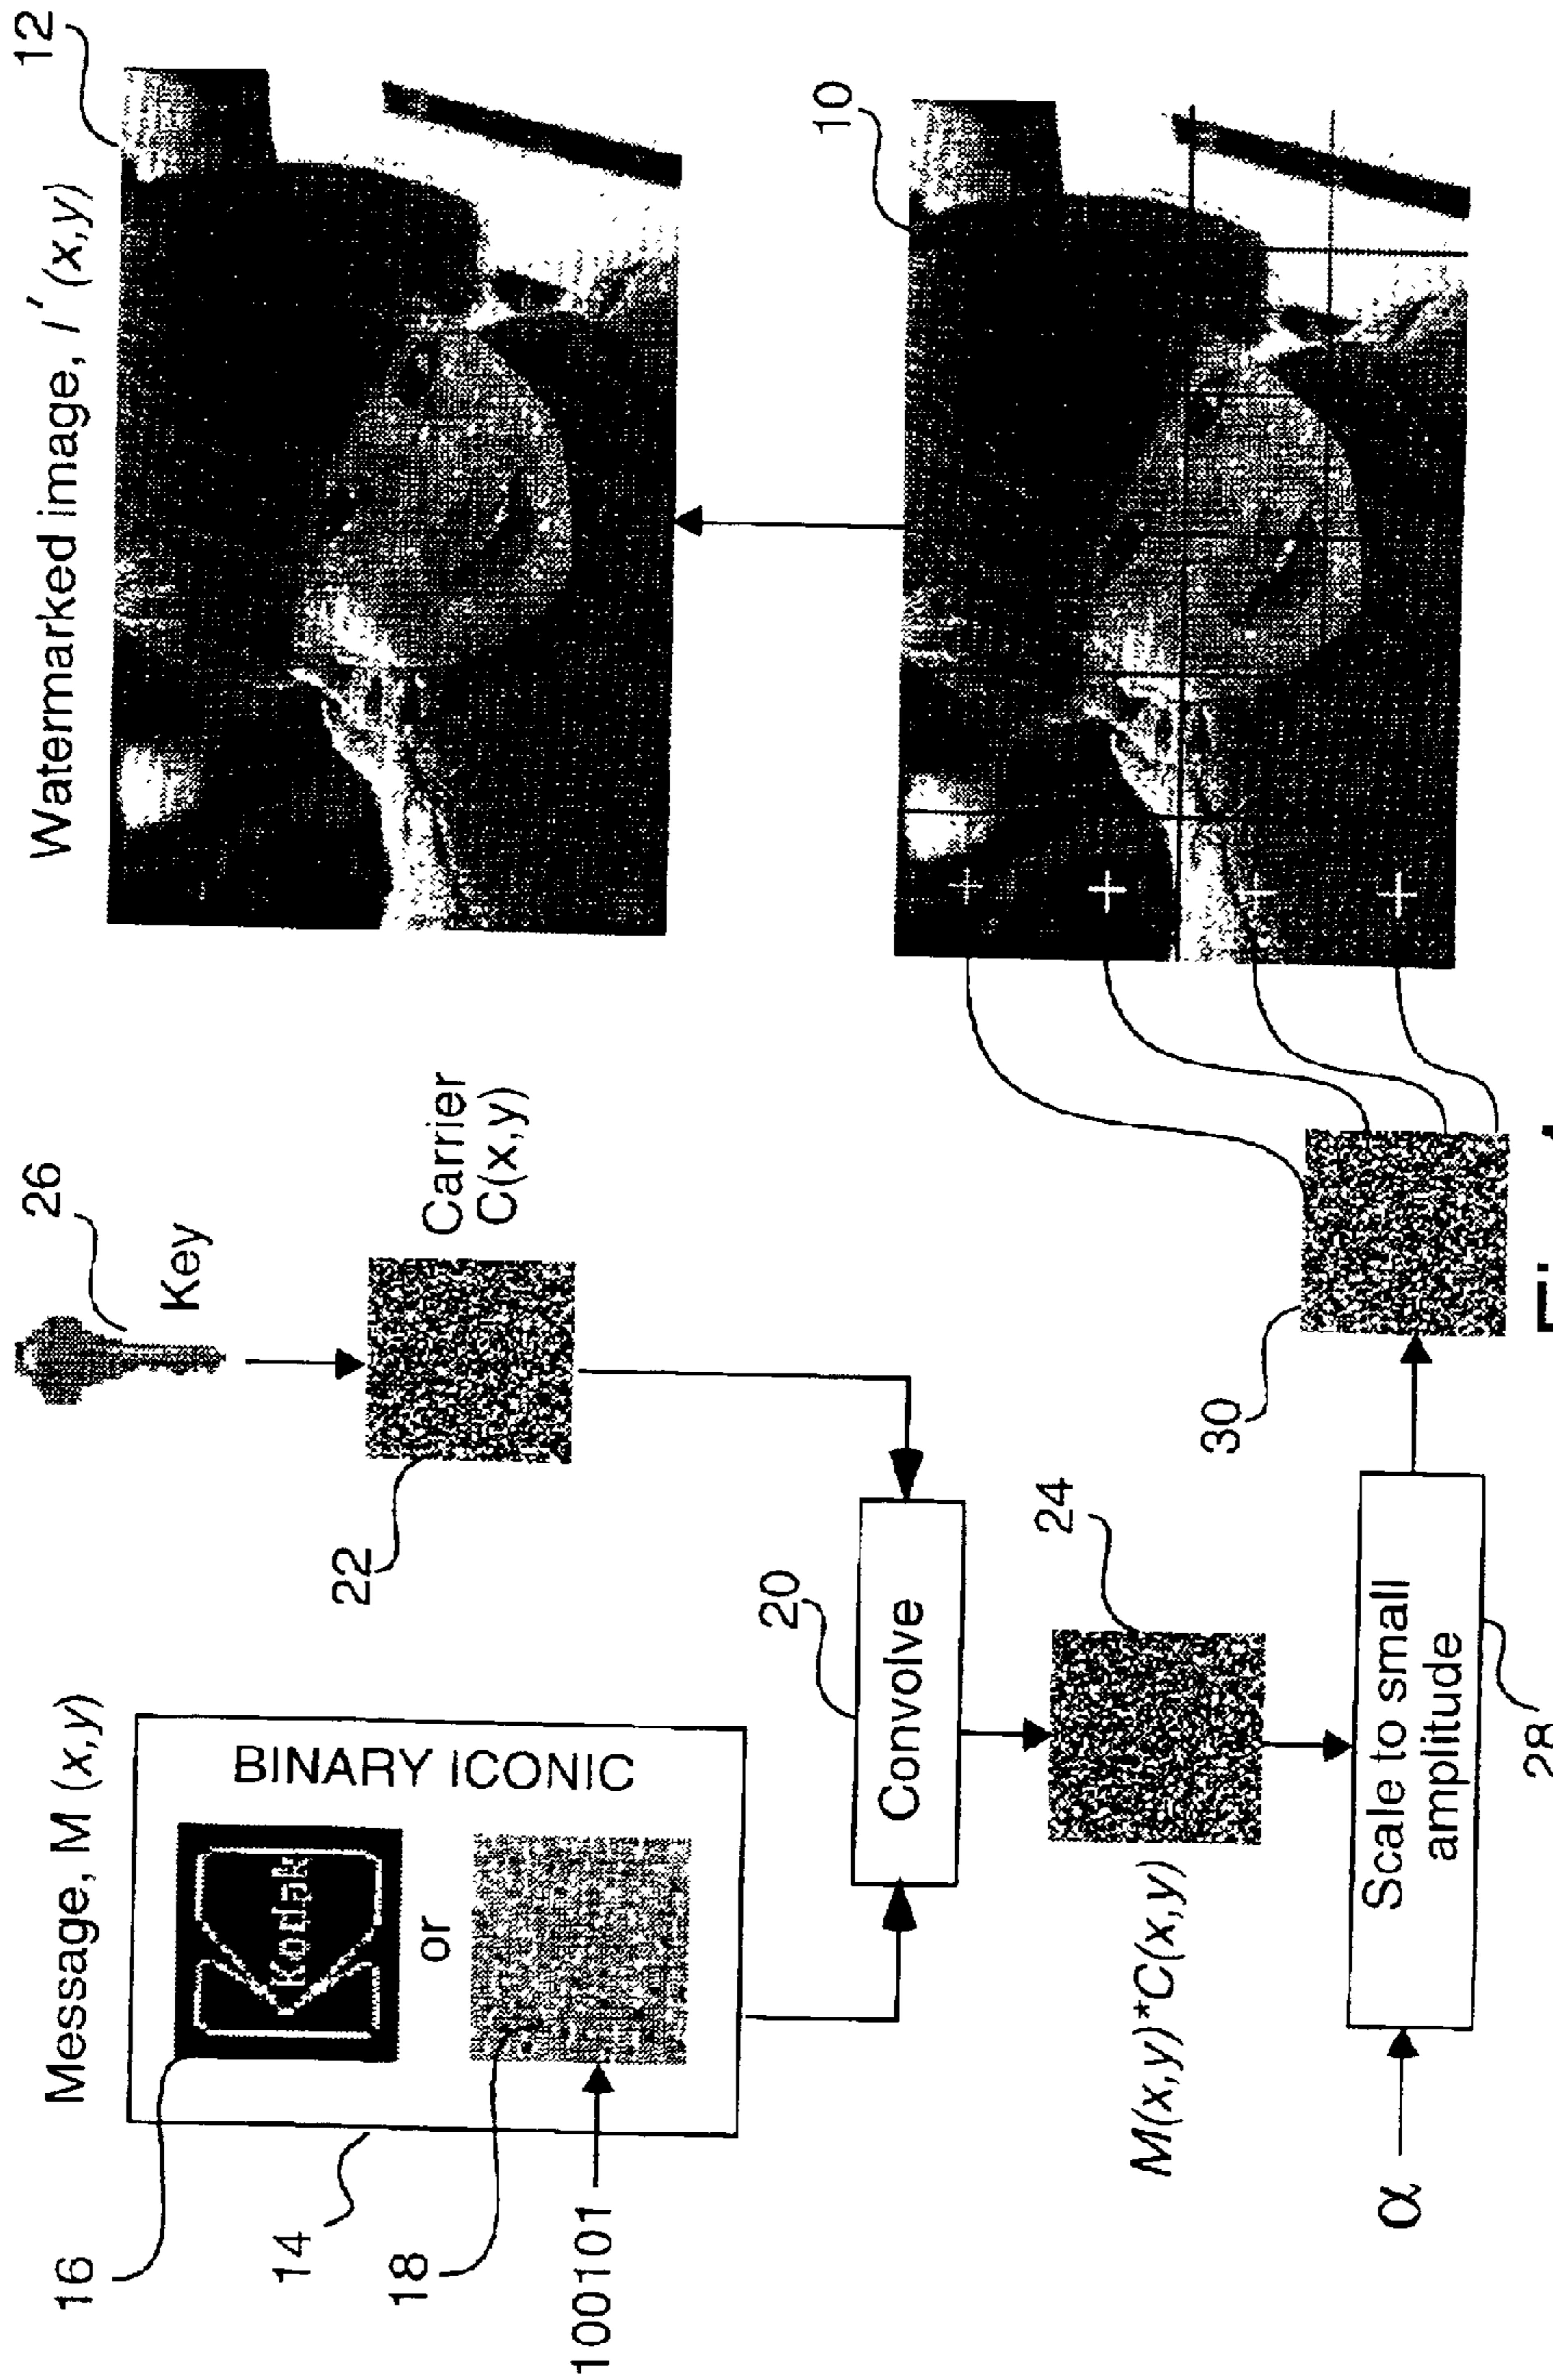 Message, M (x,y)
16
14
18
100101
BINARY ICONIC
Kodak
or
26
Key
22
Carrier
C(x,y)
20
Convolve
24
M(x,y)*C(x,y)
α
Scale to small
amplitude
28
30
Watermarked image, I′(x,y)
12
10